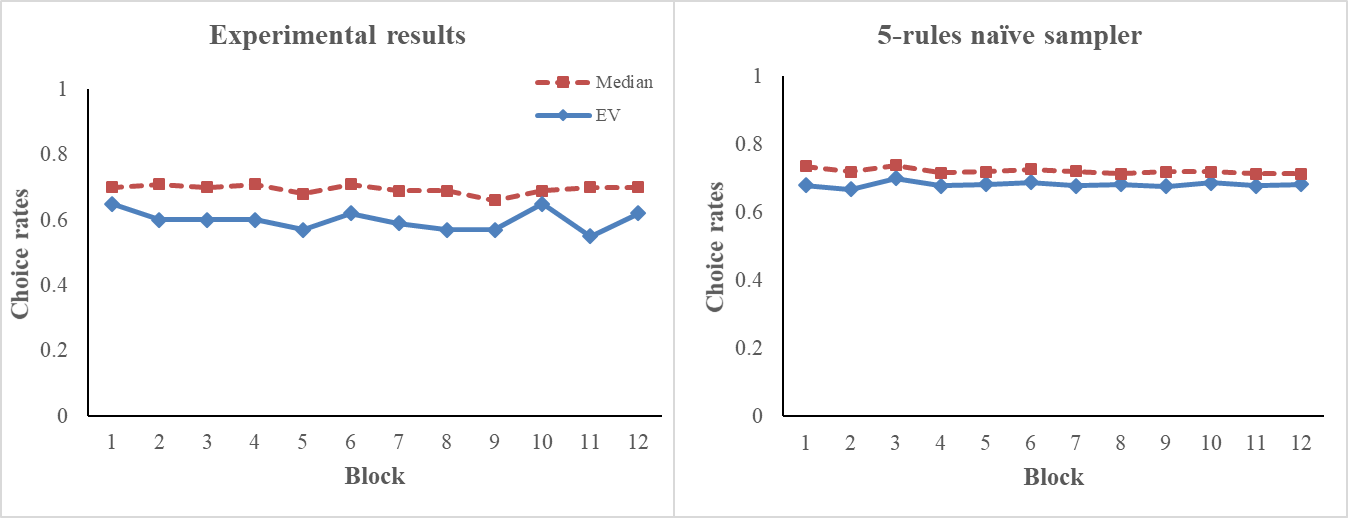 Experimental results
Median
EV
1
0.8
0.6
0.4
0.2
0
Choice rates
1 2 3 4 5 6 7 8 9 10 11 12
Block
5-rules naïve sampler
1
0.8
0.6
0.4
0.2
0
Choice rates
1 2 3 4 5 6 7 8 9 10 11 12
Block